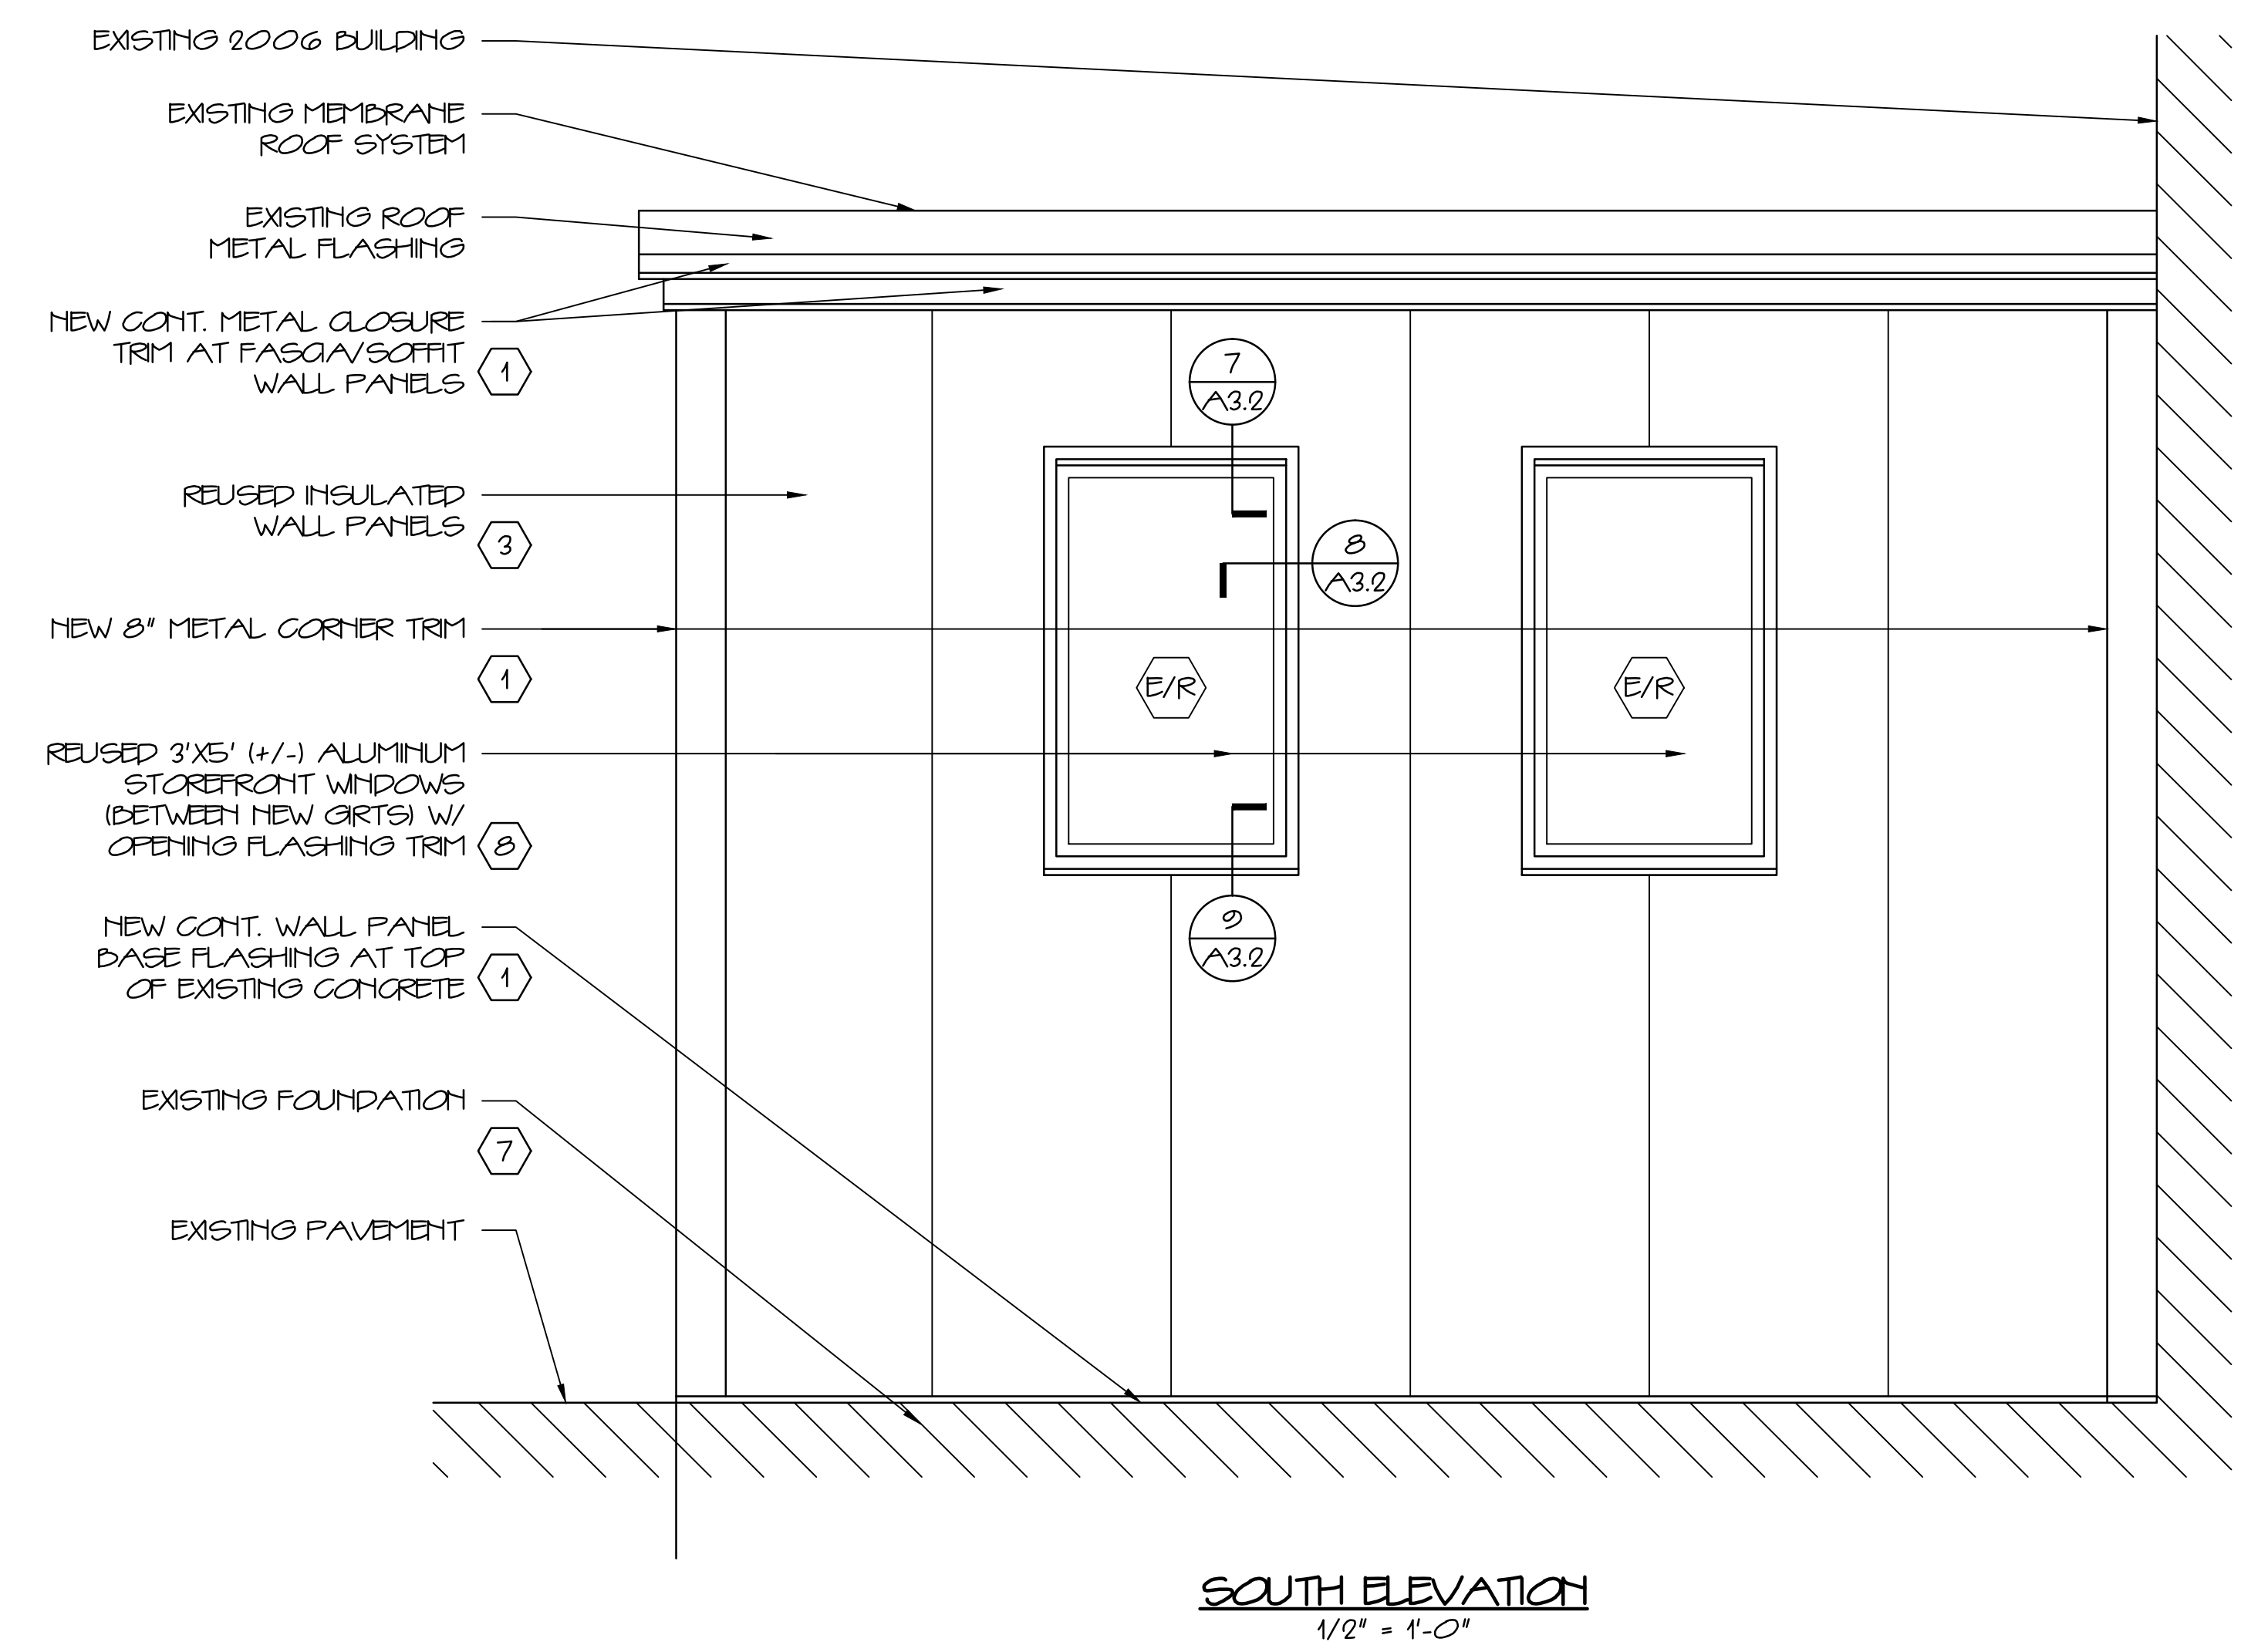 EXISTING 2006 BUILDING
EXISTING MEMBRANE
ROOF SYSTEM
EXISTING ROOF
METAL FLASHING
NEW CONT. METAL CLOSURE
TRIM AT FASCIA/SOFFIT
WALL PANELS
1
REUSED INSULATED
WALL PANELS
3
NEW 8" METAL CORNER TRIM
1
REUSED 3'X5' (+/-) ALUMINUM
STOREFRONT WINDOWS
(BETWEEN NEW GIRTS) W/
OPENING FLASHING TRIM
8
NEW CONT. WALL PANEL
BASE FLASHING AT TOP
OF EXISTING CONCRETE
1
EXISTING FOUNDATION
7
EXISTING PAVEMENT
7
A3.2
8
A3.2
E/R
E/R
9
A3.2
SOUTH ELEVATION
1/2" = 1'-0"